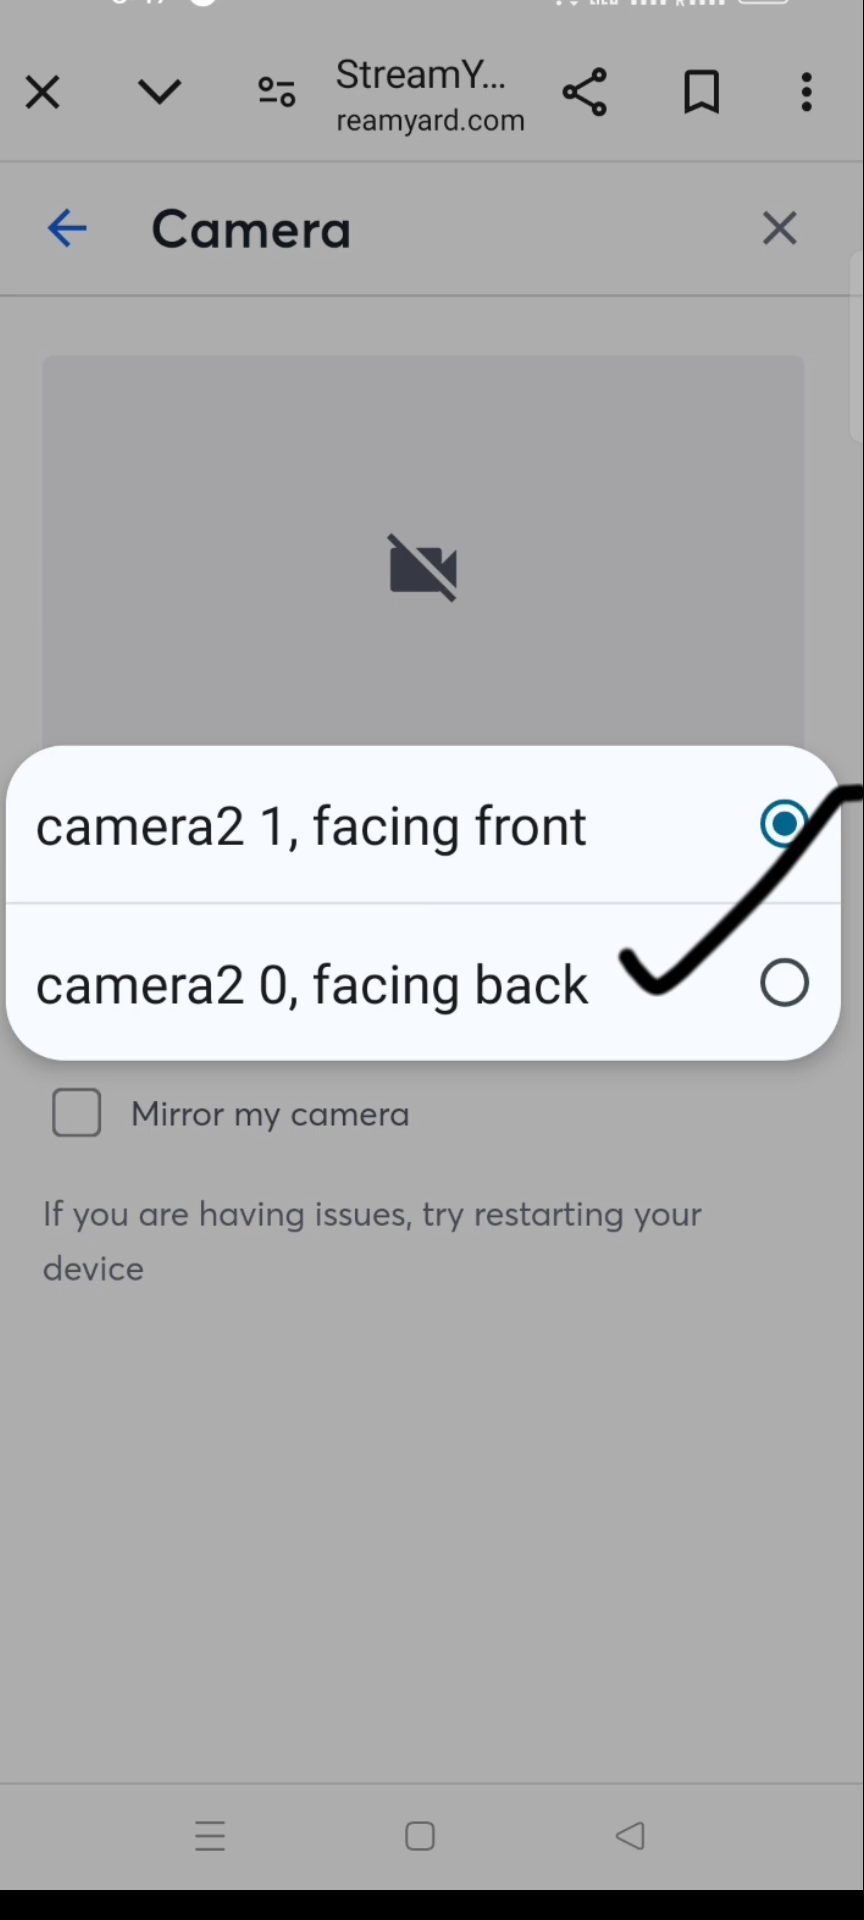 StreamY...
reamyard.com
Camera
camera2 1, facing front
camera2 0, facing back
Mirror my camera
If you are having issues, try restarting your
device